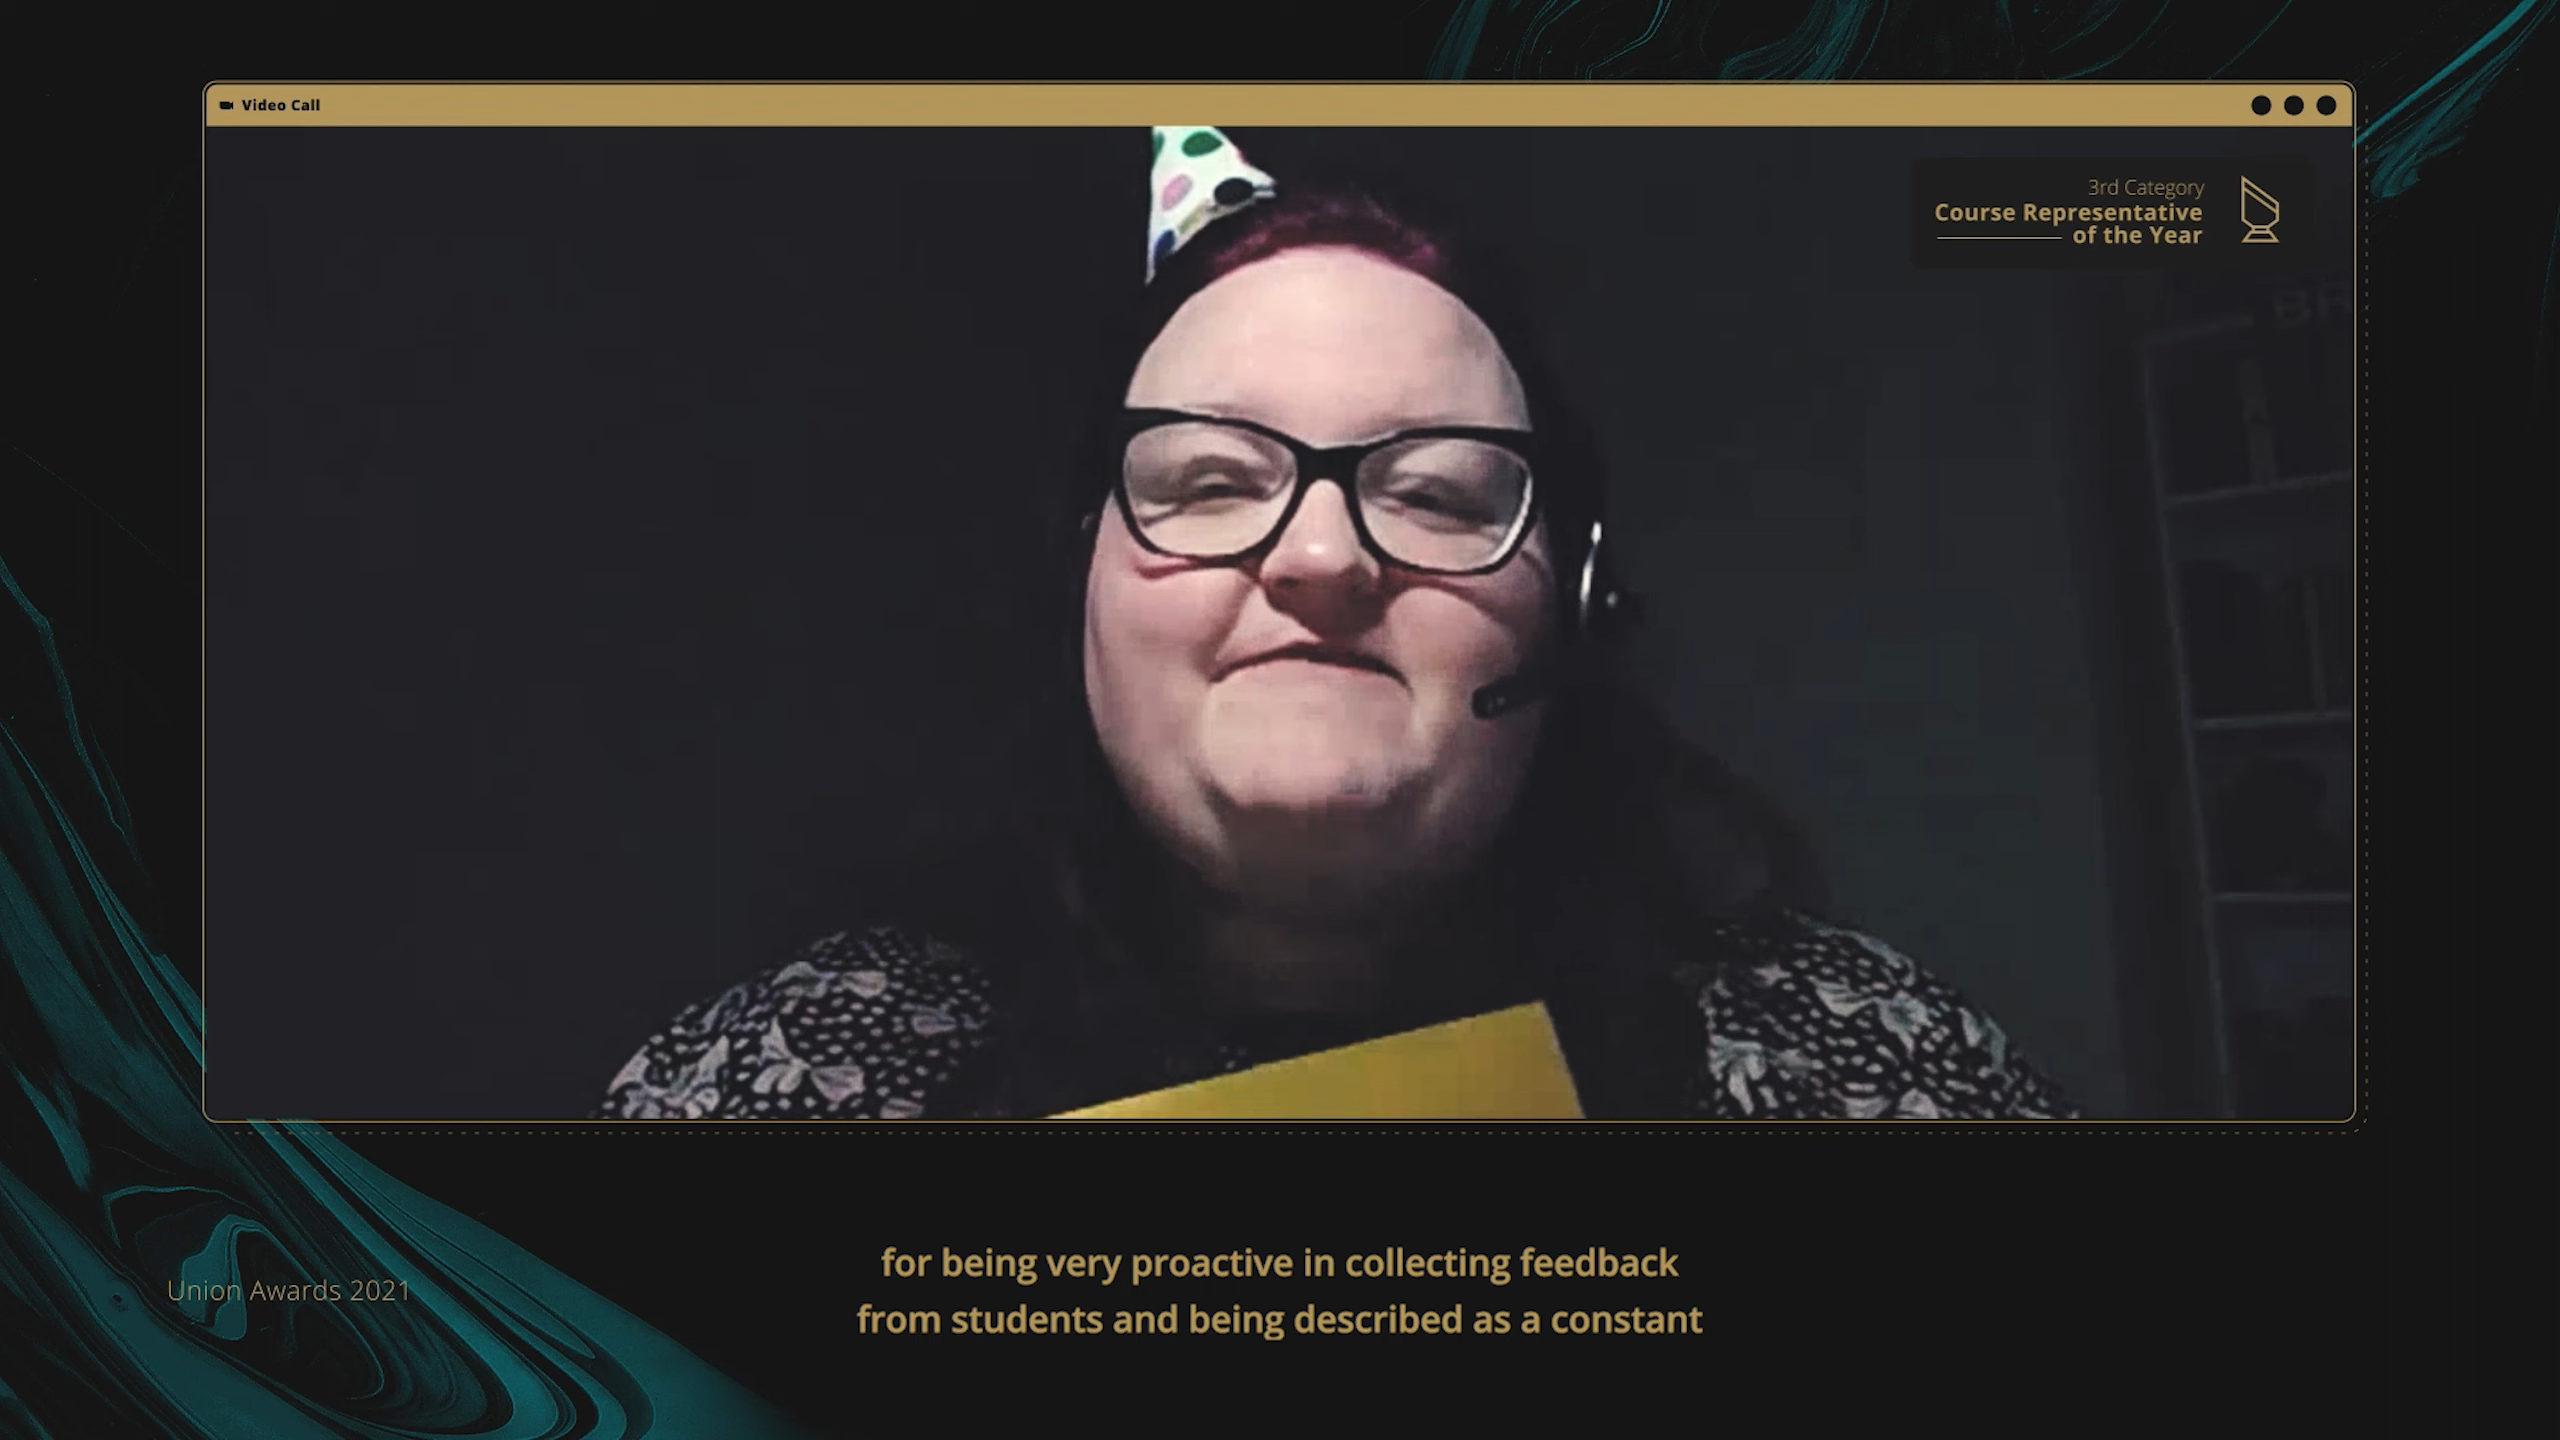 Video Call
3rd Category
Course Representative
of the Year
BR
for being very proactive in collecting feedback
from students and being described as a constant
Union Awards 2021